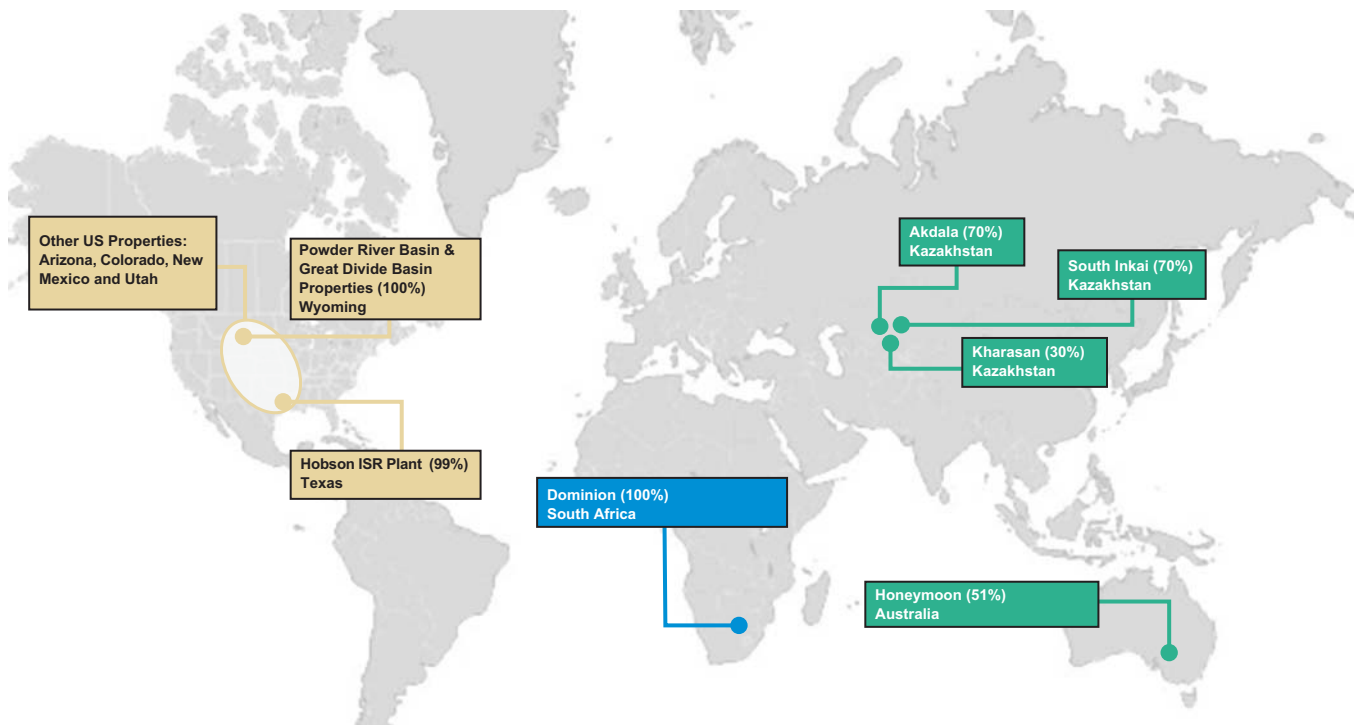 Other US Properties:
Arizona, Colorado, New
Mexico and Utah
Powder River Basin &
Great Divide Basin
Properties (100%)
Wyoming
Hobson ISR Plant (99%)
Texas
Akdala (70%)
Kazakhstan
South Inkai (70%)
Kazakhstan
Kharasan (30%)
Kazakhstan
Dominion (100%)
South Africa
Honeymoon (51%)
Australia